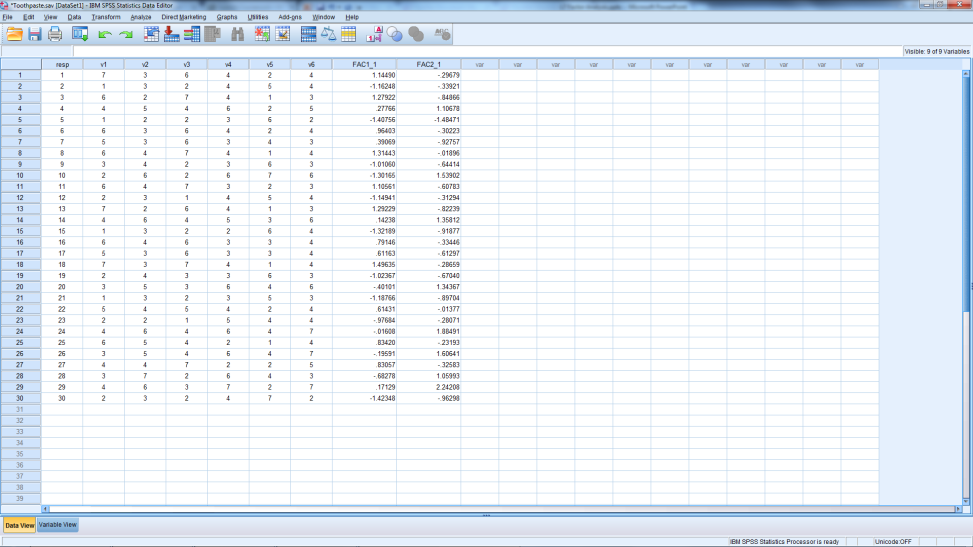 *Toothpaste.sav [DataSet1] - IBM SPSS Statistics Data Editor
File Edit View Data Transform Analyze Direct Marketing Graphs Utilities Add-ons Window Help
Visible: 9 of 9 Variables
resp v1 v2 v3 v4 v5 v6 FAC1_1 FAC2_1 var var var var var var var var var var var
1 1 7 3 6 4 2 4 1.14490 -.29679
2 2 1 3 2 4 5 4 -1.16248 -.33921
3 3 6 2 7 4 1 3 1.27922 -.84866
4 4 4 5 4 6 2 5 .27766 1.10678
5 5 1 2 2 3 6 2 -1.40756 -1.48471
6 6 6 3 6 4 2 4 .96403 -.30223
7 7 5 3 6 3 4 3 .39069 -.92757
8 8 6 4 7 4 1 4 1.31443 -.01896
9 9 3 4 2 3 6 3 -1.01060 -.64414
10 10 2 6 2 6 7 6 -1.30165 1.53902
11 11 6 4 7 3 2 3 1.10561 -.60783
12 12 2 3 1 4 5 4 -1.14941 -.31294
13 13 7 2 6 4 1 3 1.29229 -.82239
14 14 4 6 4 5 3 6 .14238 1.35812
15 15 1 3 2 2 6 4 -1.32189 -.91877
16 16 6 4 6 3 3 4 .79146 -.33446
17 17 5 3 6 3 3 4 .61163 -.61297
18 18 7 3 7 4 1 4 1.49635 -.28659
19 19 2 4 3 3 6 3 -1.02367 -.67040
20 20 3 5 3 6 4 6 -.40101 1.34367
21 21 1 3 2 3 5 3 -1.18766 -.89704
22 22 5 4 5 4 2 4 .61431 -.01377
23 23 2 2 1 5 4 4 -.97684 -.28071
24 24 4 6 4 6 4 7 -.01608 1.88491
25 25 6 5 4 2 1 4 .83420 -.23193
26 26 3 5 4 6 4 7 -.19591 1.60641
27 27 4 4 7 2 2 5 .83057 -.32583
28 28 3 7 2 6 4 3 -.68278 1.05993
29 29 4 6 3 7 2 7 .17129 2.24208
30 30 2 3 2 4 7 2 -1.42348 -.96298
31
32
33
34
35
36
37
38
39
Data View Variable View
IBM SPSS Statistics Processor is ready Unicode:OFF